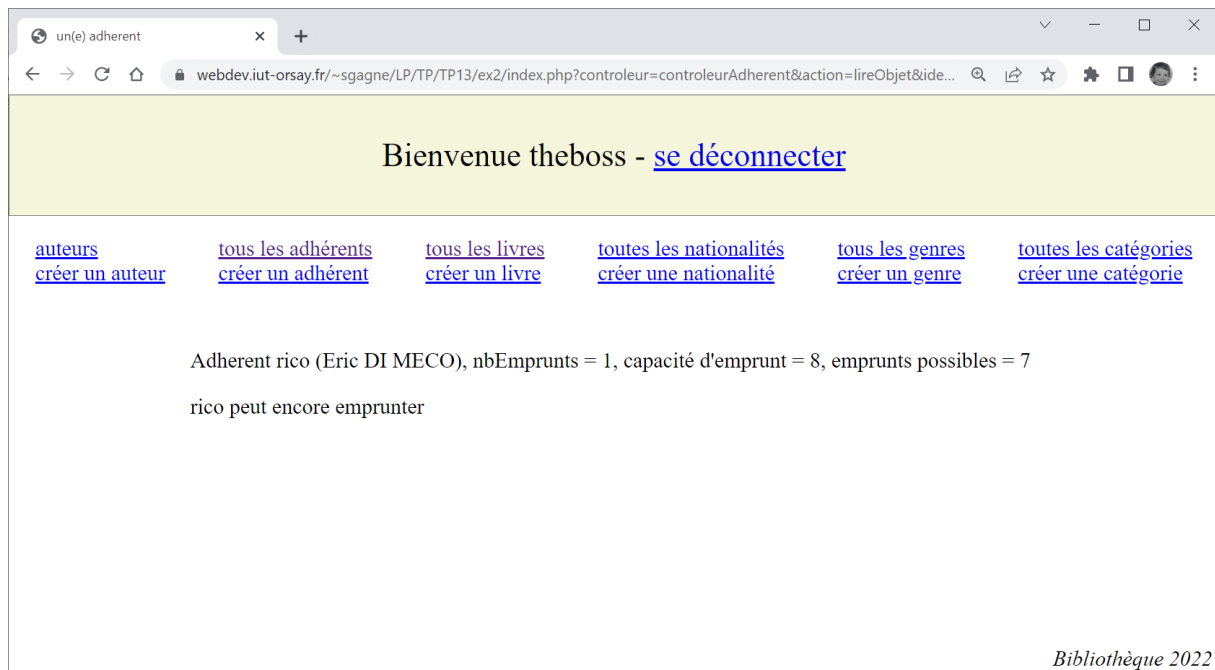 un(e) adherent
webdev.iut-orsay.fr/~sgagne/LP/TP/TP13/ex2/index.php?controleur=controleurAdherent&action=lireObjet&ide...
Bienvenue theboss - se déconnecter
auteurs tous les adhérents tous les livres toutes les nationalités tous les genres toutes les catégories
créer un auteur créer un adhérent créer un livre créer une nationalité créer un genre créer une catégorie
Adherent rico (Eric DI MECO), nbEmprunts = 1, capacité d'emprunt = 8, emprunts possibles = 7
rico peut encore emprunter
Bibliothèque 2022